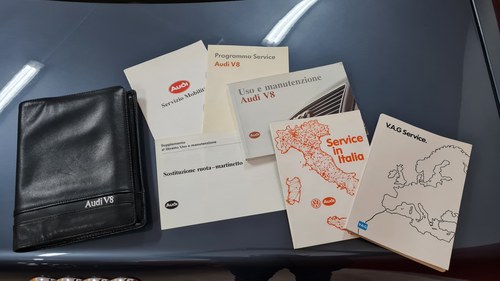 Audi V8
Audi
Servizio Mobilità
Programma Service
Audi V8
Uso e manutenzione
Audi V8
Audi
Supplemento
al libretto Uso e manutenzione
Sostituzione ruota-martinetto
Audi
Service
in
Italia
Audi
V.A.G Service.